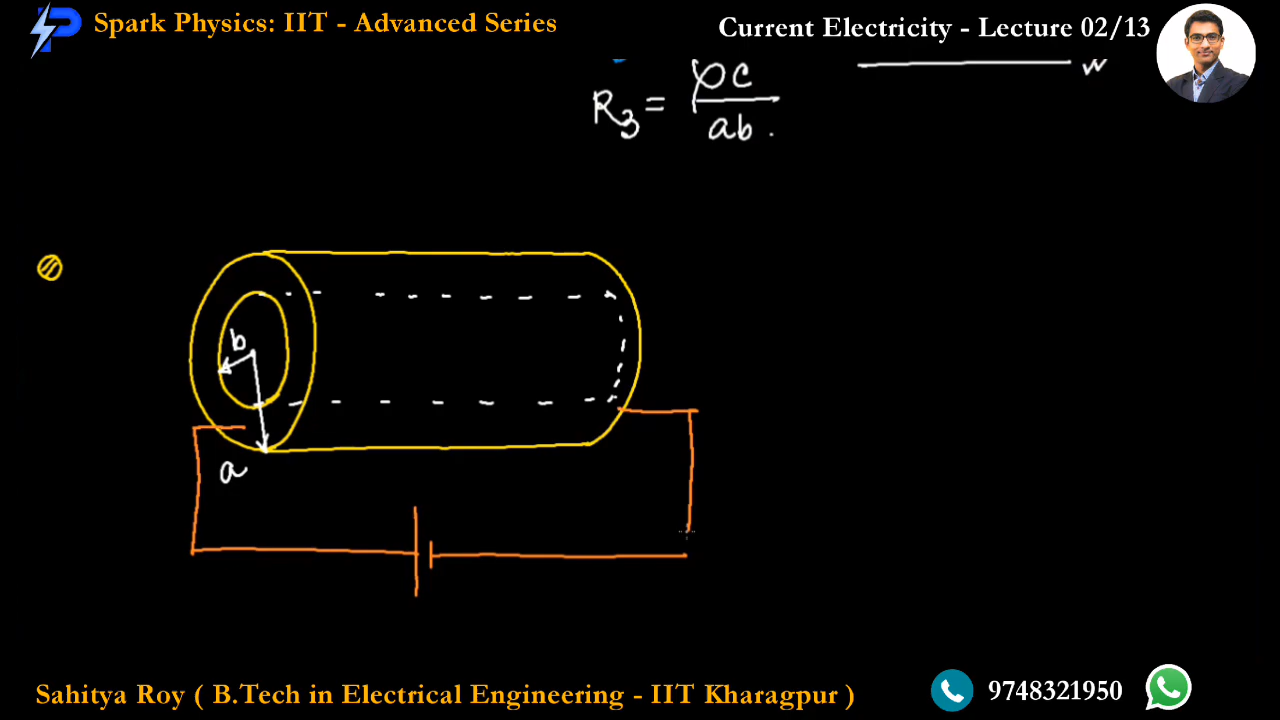 Spark Physics: IIT - Advanced Series
Current Electricity - Lecture 02/13
R3 = ρc/ab.
b
a
Sahitya Roy ( B.Tech in Electrical Engineering - IIT Kharagpur )
9748321950